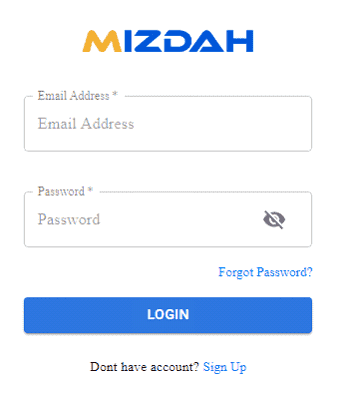 MIZDAH
Email Address *
Email Address
Password *
Password
Forgot Password?
LOGIN
Dont have account? Sign Up